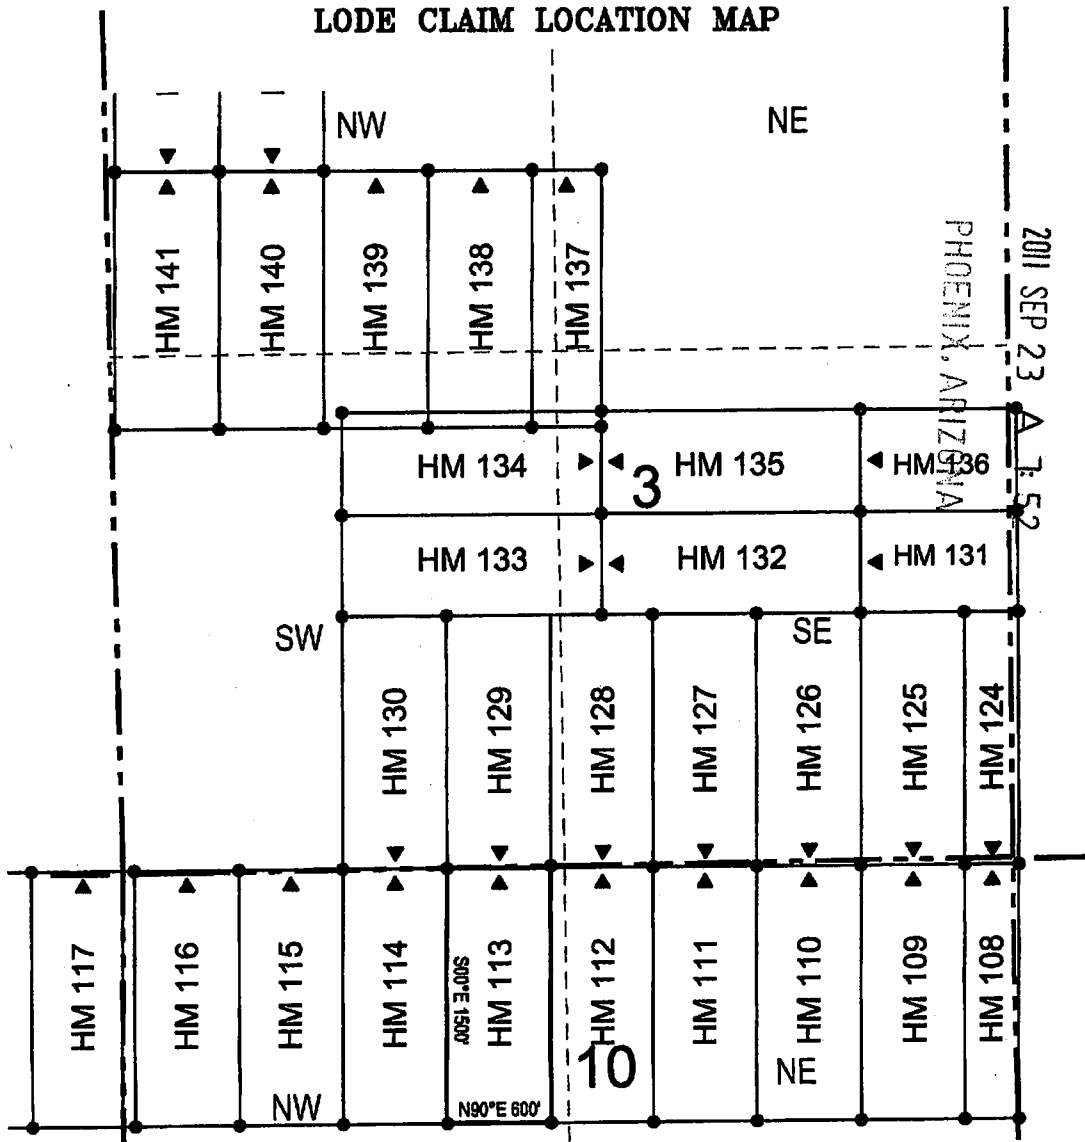 LODE CLAIM LOCATION MAP
NW
NE
HM 141
HM 140
HM 139
HM 138
HM 137
2011 SEP 23 A 7:52
PHOENIX, ARIZONA
HM 134
HM 135
HM 136
3
HM 133
HM 132
HM 131
SW
SE
HM 130
HM 129
HM 128
HM 127
HM 126
HM 125
HM 124
HM 117
HM 116
HM 115
HM 114
S00°E 1500'
HM 113
HM 112
HM 111
HM 110
HM 109
HM 108
10
NE
NW
N90°E 600'